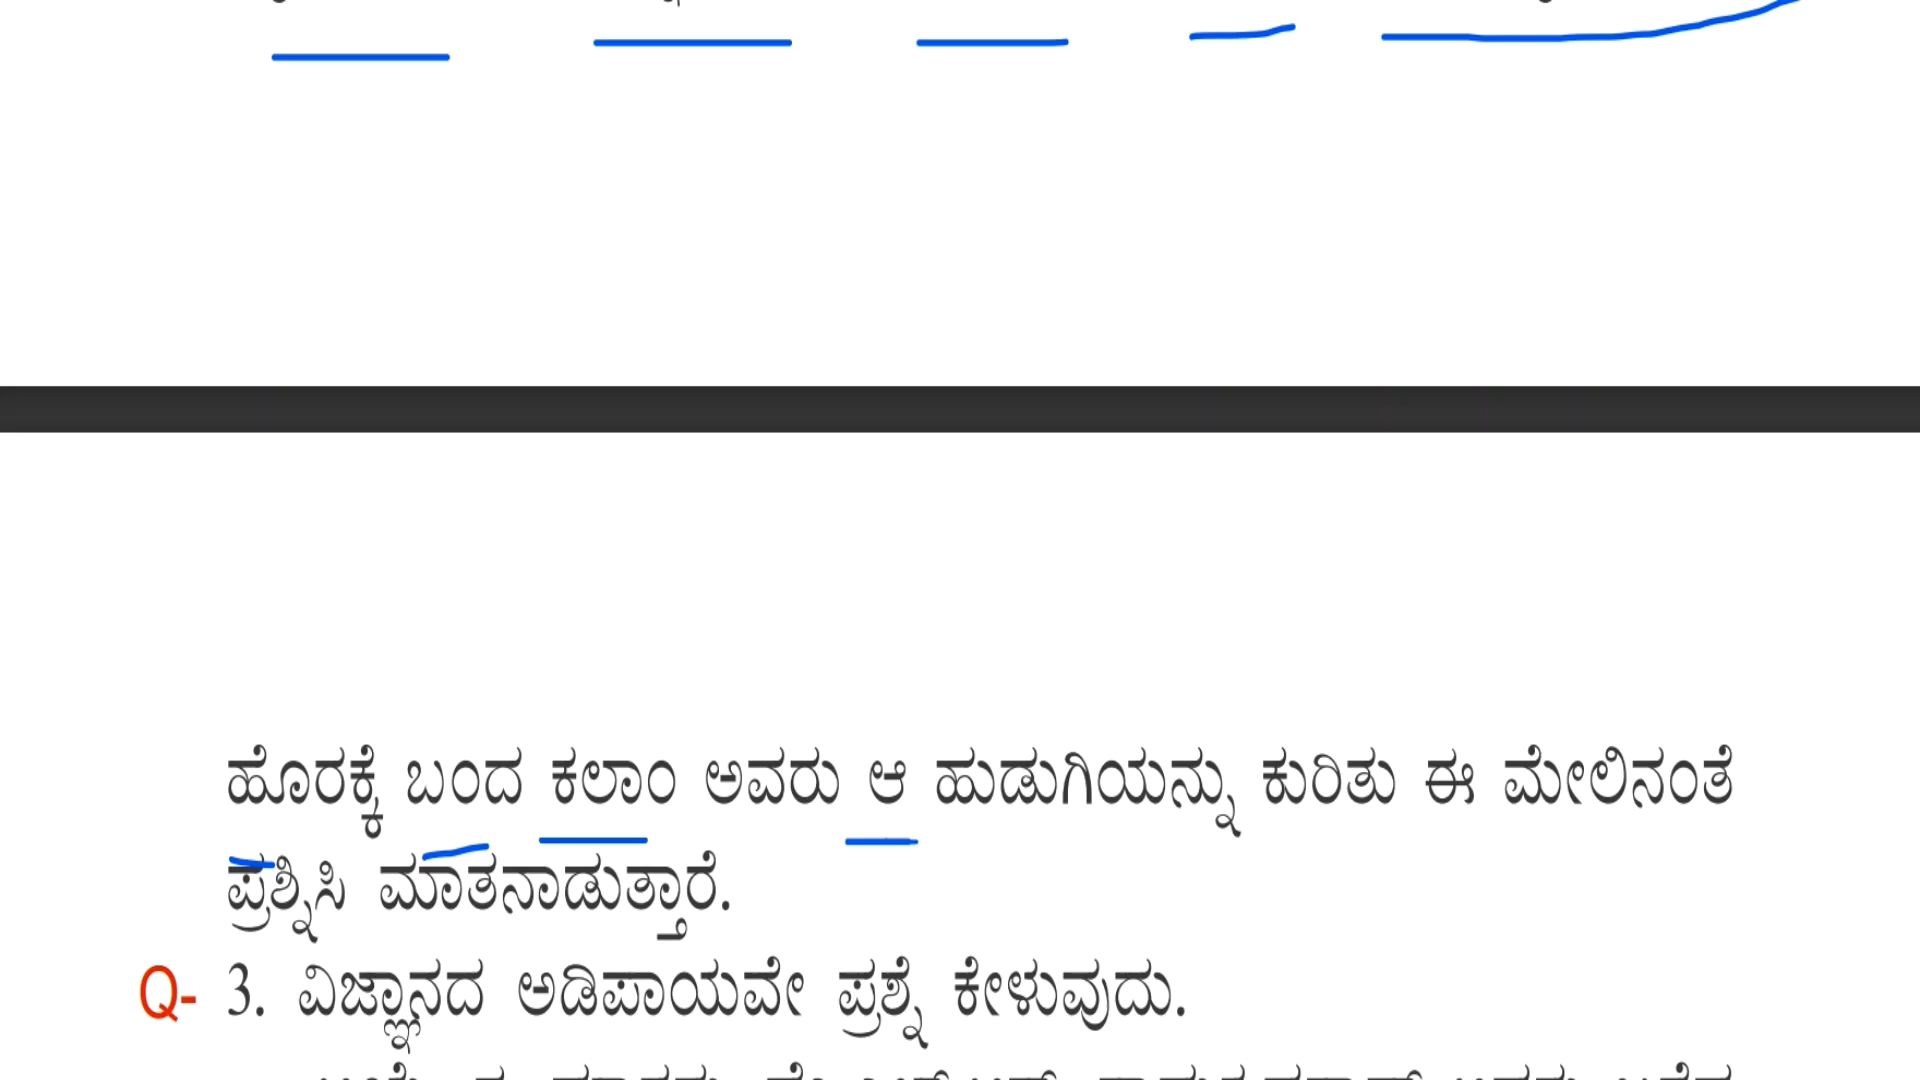 ಹೊರಕ್ಕೆ ಬಂದ ಕಲಾಂ ಅವರು ಆ ಹುಡುಗಿಯನ್ನು ಕುರಿತು ಈ ಮೇಲಿನಂತೆ
ಪ್ರಶ್ನಿಸಿ ಮಾತನಾಡುತ್ತಾರೆ.
Q- 3. ವಿಜ್ಞಾನದ ಅಡಿಪಾಯವೇ ಪ್ರಶ್ನೆ ಕೇಳುವುದು.